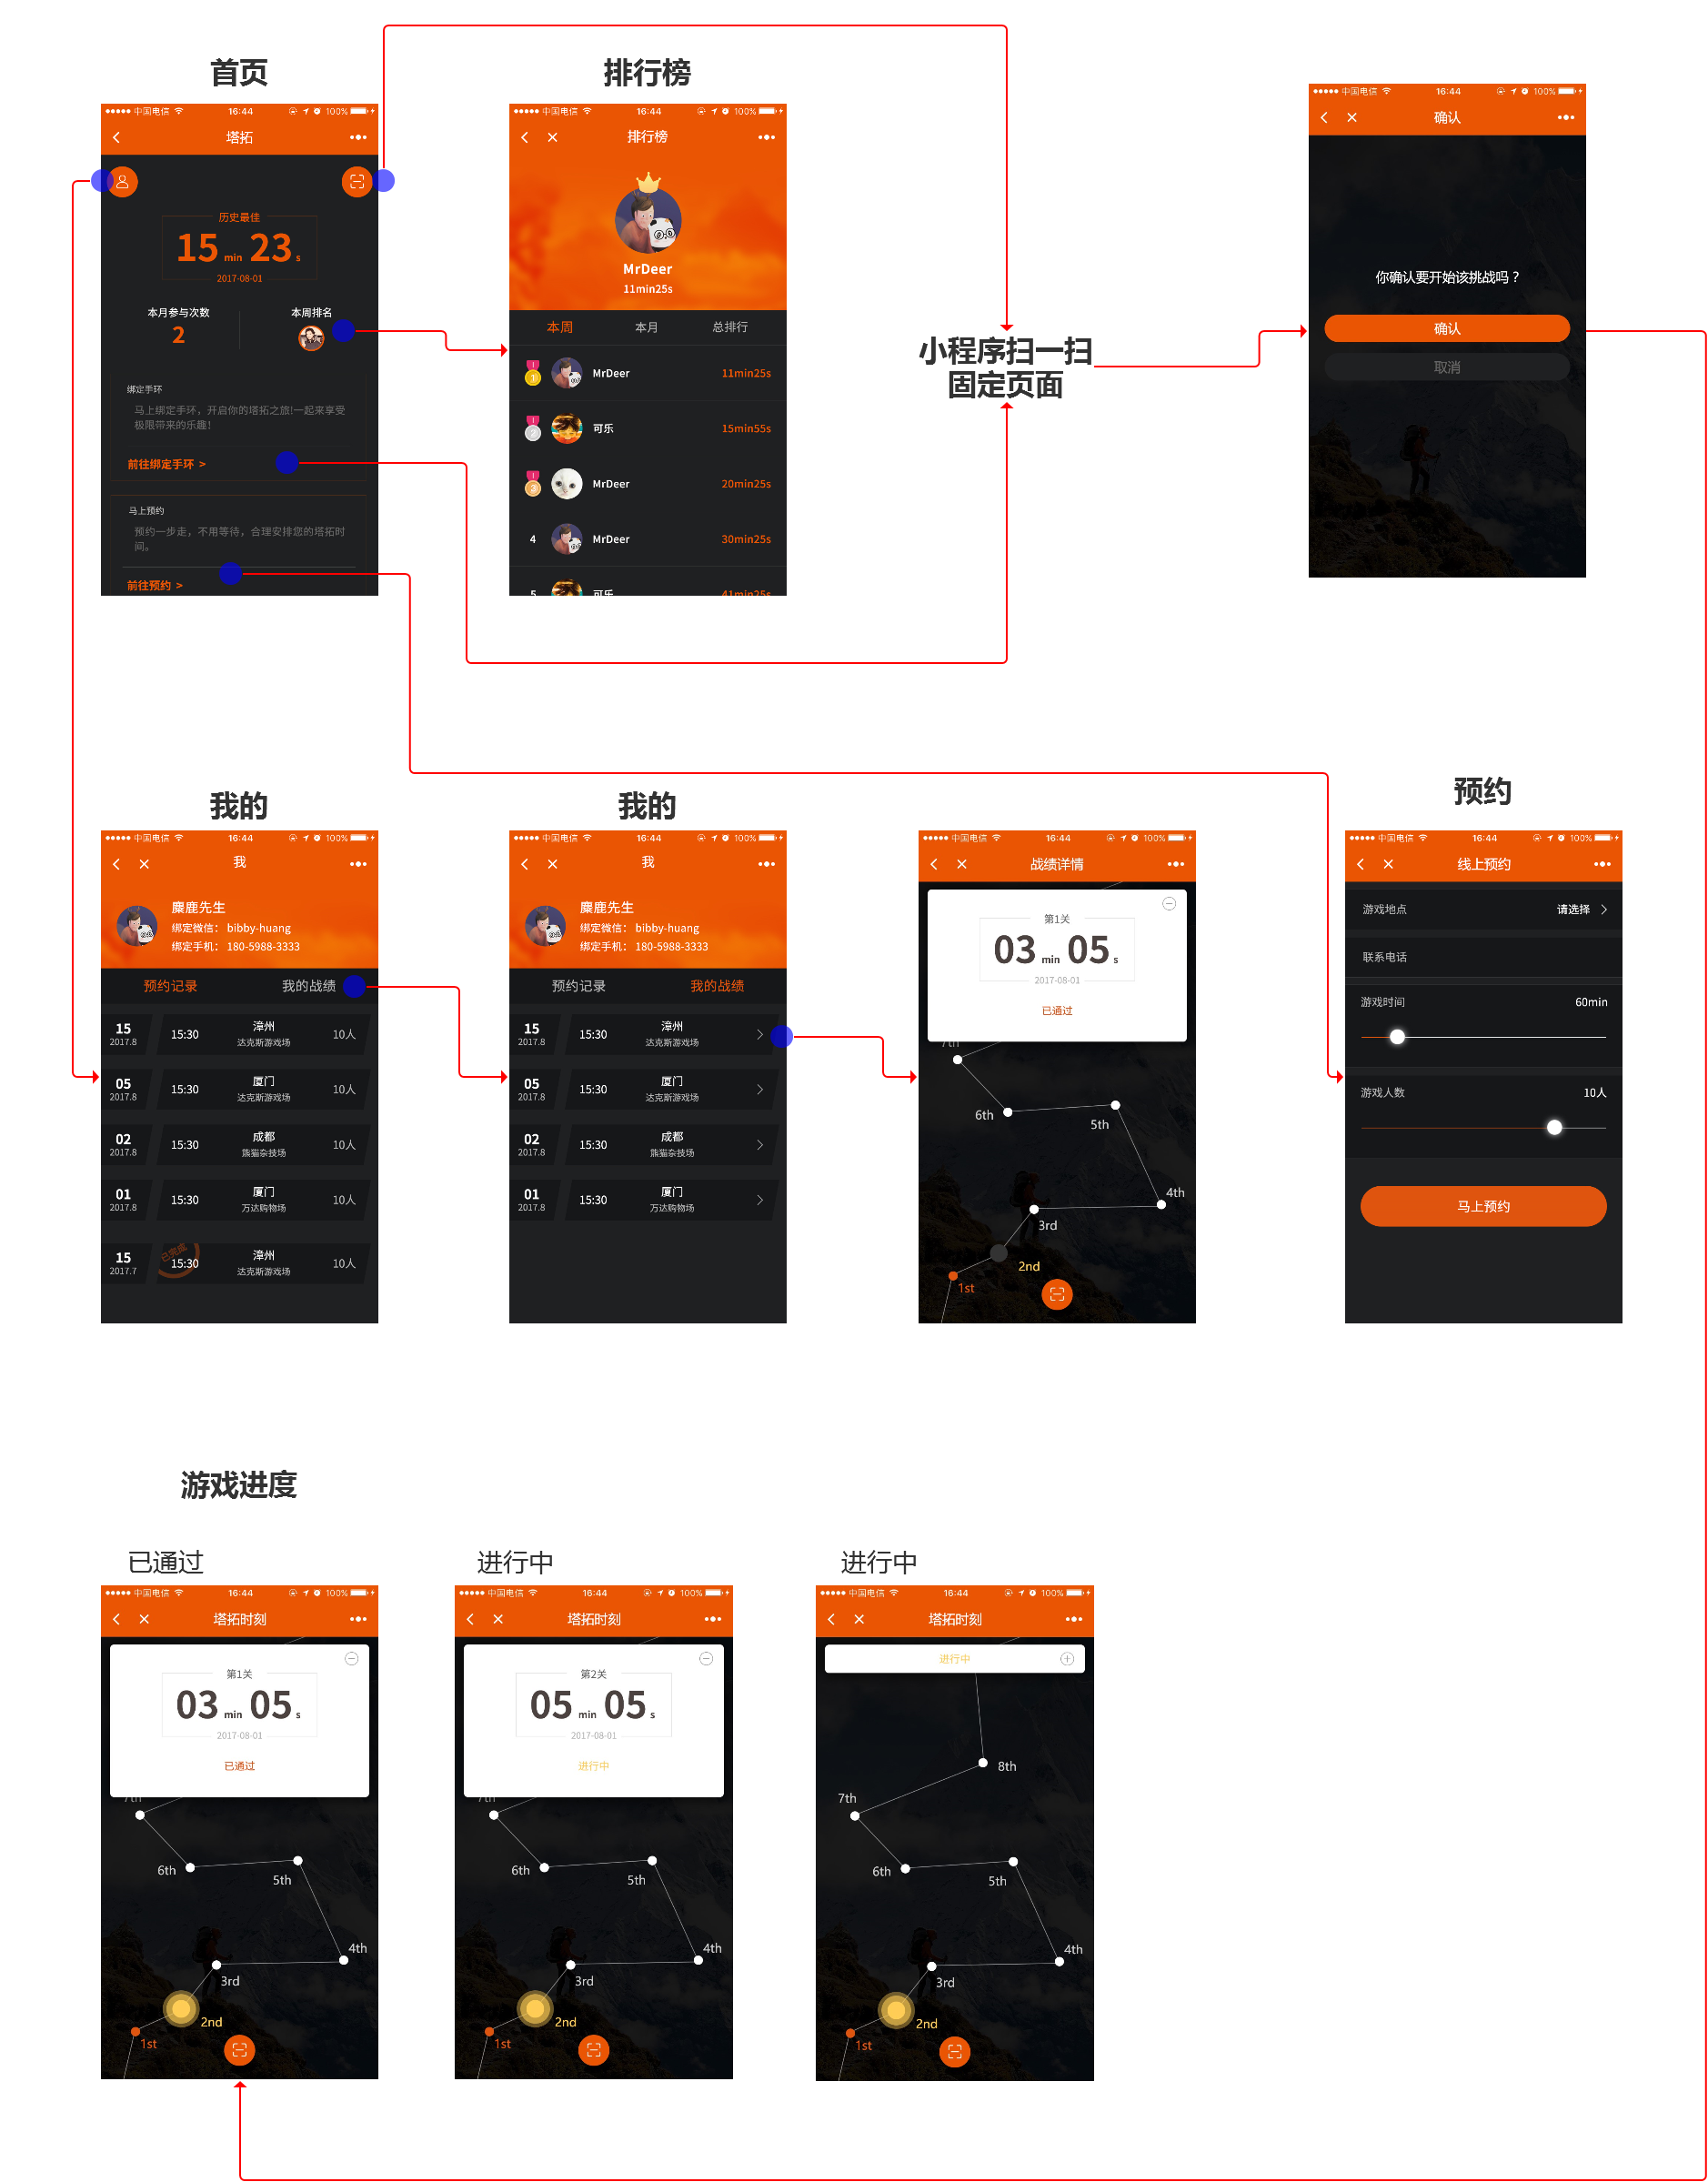 首页
中国电信
16:44
100%
塔拓
历史最佳
15 min 23 s
2017-08-01
本月参与次数
2
本周排名
绑定手环
马上绑定手环，开启你的塔拓之旅!一起来享受
极限带来的乐趣!
前往绑定手环 >
马上预约
预约一步走，不用等待，合理安排您的塔拓时
间。
前往预约 >
排行榜
中国电信
16:44
100%
排行榜
MrDeer
11min25s
本周
本月
总排行
1
MrDeer
11min25s
2
可乐
15min55s
3
MrDeer
20min25s
4
MrDeer
30min25s
5
可乐
41min25s
小程序扫一扫
固定页面
中国电信
16:44
100%
确认
你确认要开始该挑战吗？
确认
取消
我的
中国电信
16:44
100%
我
麋鹿先生
绑定微信： bibby-huang
绑定手机： 180-5988-3333
预约记录
我的战绩
15
2017.8
15:30
漳州
达克斯游戏场
10人
05
2017.8
15:30
厦门
达克斯游戏场
10人
02
2017.8
15:30
成都
熊猫杂技场
10人
01
2017.8
15:30
厦门
万达购物场
10人
15
2017.7
已完成
15:30
漳州
达克斯游戏场
10人
我的
中国电信
16:44
100%
我
麋鹿先生
绑定微信： bibby-huang
绑定手机： 180-5988-3333
预约记录
我的战绩
15
2017.8
15:30
漳州
达克斯游戏场
05
2017.8
15:30
厦门
达克斯游戏场
02
2017.8
15:30
成都
熊猫杂技场
01
2017.8
15:30
厦门
万达购物场
中国电信
16:44
100%
战绩详情
第1关
03 min 05 s
2017-08-01
已通过
7th
6th
5th
4th
3rd
2nd
1st
预约
中国电信
16:44
100%
线上预约
游戏地点
请选择
联系电话
游戏时间
60min
游戏人数
10人
马上预约
游戏进度
已通过
中国电信
16:44
100%
塔拓时刻
第1关
03 min 05 s
2017-08-01
已通过
7th
6th
5th
4th
3rd
2nd
1st
进行中
中国电信
16:44
100%
塔拓时刻
第2关
05 min 05 s
2017-08-01
进行中
7th
6th
5th
4th
3rd
2nd
1st
进行中
中国电信
16:44
100%
塔拓时刻
进行中
8th
7th
6th
5th
4th
3rd
2nd
1st